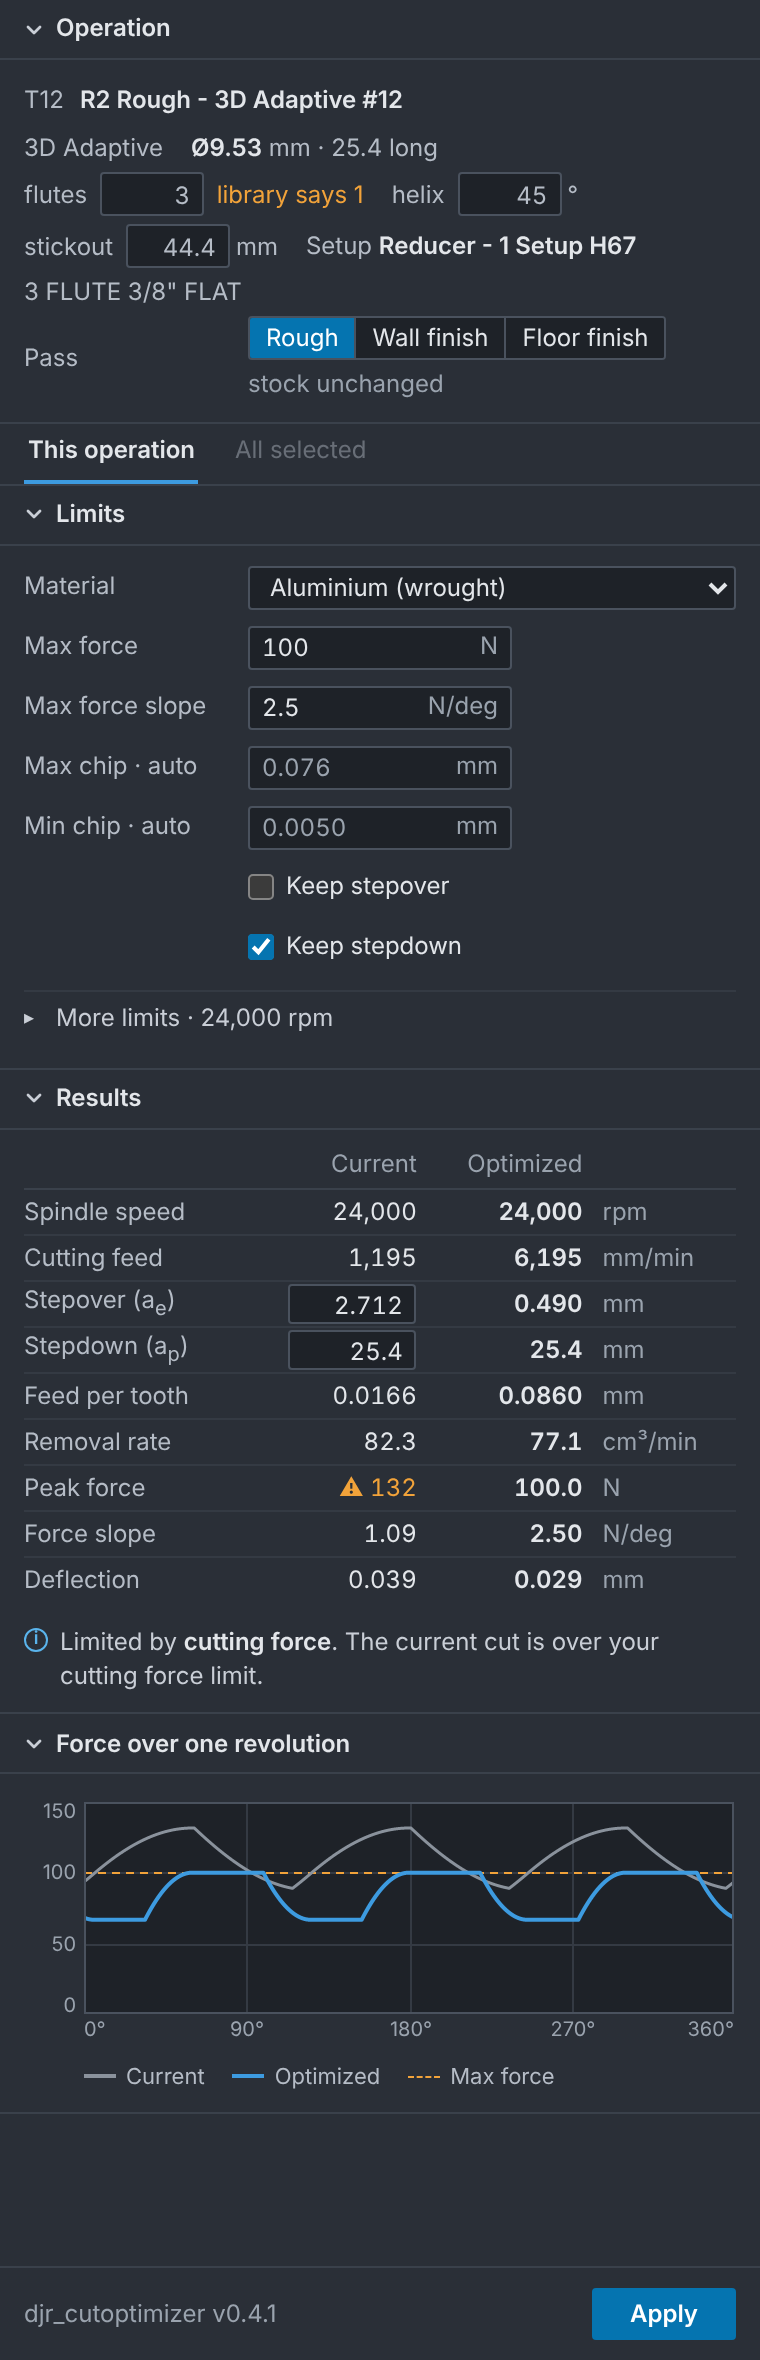 Operation
T12 R2 Rough - 3D Adaptive #12
3D Adaptive Ø9.53 mm · 25.4 long
flutes 3 library says 1 helix 45 °
stickout 44.4 mm Setup Reducer - 1 Setup H67
3 FLUTE 3/8" FLAT
Pass Rough Wall finish Floor finish
stock unchanged
This operation All selected
Limits
Material Aluminium (wrought)
Max force 100 N
Max force slope 2.5 N/deg
Max chip · auto 0.076 mm
Min chip · auto 0.0050 mm
Keep stepover
Keep stepdown
More limits · 24,000 rpm
Results
Current Optimized
Spindle speed 24,000 24,000 rpm
Cutting feed 1,195 6,195 mm/min
Stepover (ae) 2.712 0.490 mm
Stepdown (ap) 25.4 25.4 mm
Feed per tooth 0.0166 0.0860 mm
Removal rate 82.3 77.1 cm³/min
Peak force 132 100.0 N
Force slope 1.09 2.50 N/deg
Deflection 0.039 0.029 mm
Limited by cutting force. The current cut is over your
cutting force limit.
Force over one revolution
150
100
50
0
0° 90° 180° 270° 360°
Current Optimized Max force
djr_cutoptimizer v0.4.1 Apply